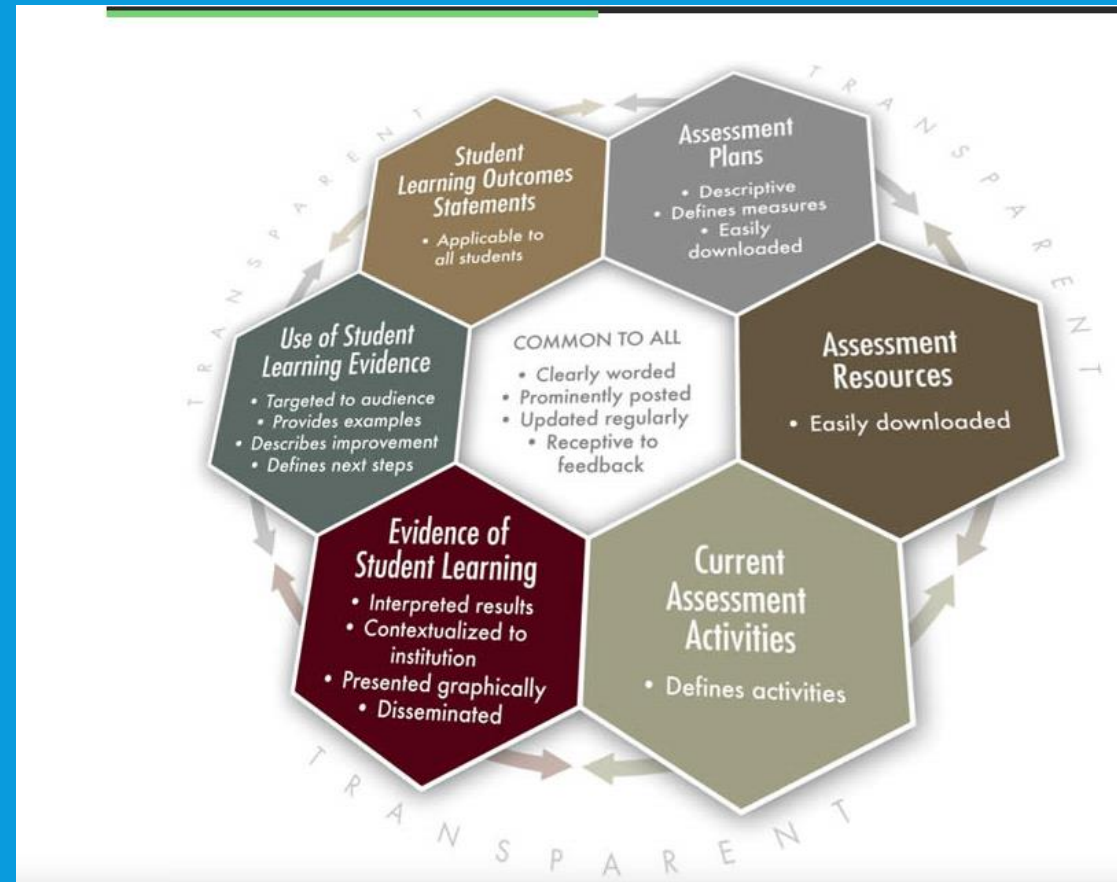 TRANSPARENT
TRANSPARENT
Student
Learning Outcomes
Statements
• Applicable to
all students
Assessment
Plans
• Descriptive
• Defines measures
• Easily
downloaded
Use of Student
Learning Evidence
• Targeted to audience
• Provides examples
• Describes improvement
• Defines next steps
COMMON TO ALL
• Clearly worded
• Prominently posted
• Updated regularly
• Receptive to
feedback
Assessment
Resources
• Easily downloaded
Evidence of
Student Learning
• Interpreted results
• Contextualized to
institution
• Presented graphically
• Disseminated
Current
Assessment
Activities
• Defines activities
TRANSPARENT